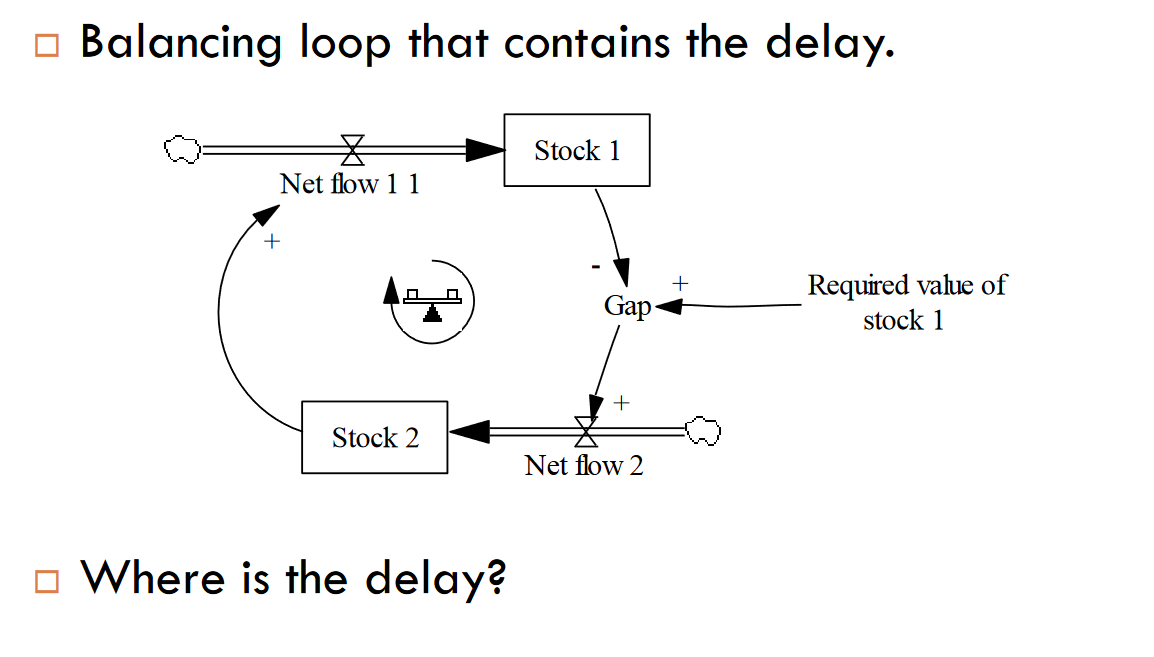 Balancing loop that contains the delay.
Stock 1
Net flow 1 1
+
-
+
Required value of
stock 1
Gap
+
Stock 2
Net flow 2
Where is the delay?